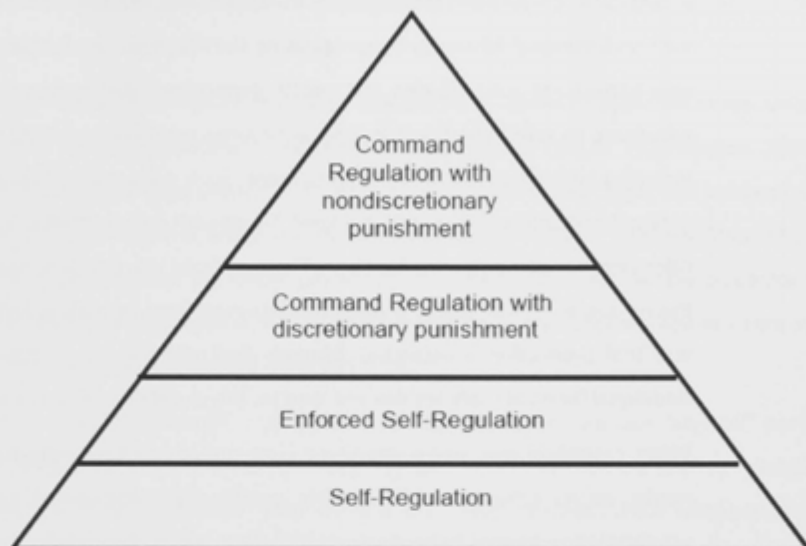 Command
Regulation with
nondiscretionary
punishment
Command Regulation with
discretionary punishment
Enforced Self-Regulation
Self-Regulation